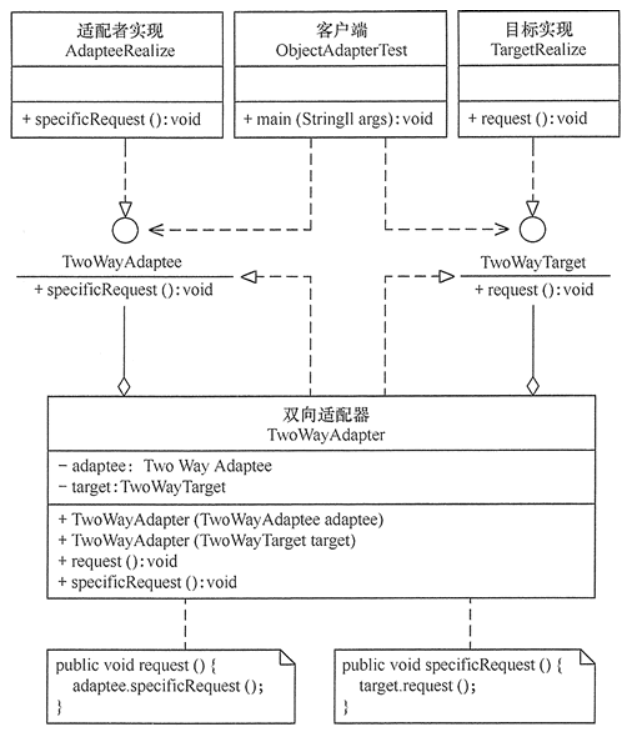 适配者实现
AdapteeRealize
+ specificRequest ():void
客户端
ObjectAdapterTest
+ main (StringII args):void
目标实现
TargetRealize
+ request ():void
TwoWayAdaptee
+ specificRequest ():void
TwoWayTarget
+ request ():void
双向适配器
TwoWayAdapter
− adaptee: Two Way Adaptee
− target:TwoWayTarget
+ TwoWayAdapter (TwoWayAdaptee adaptee)
+ TwoWayAdapter (TwoWayTarget target)
+ request ():void
+ specificRequest ():void
public void request () {
adaptee.specificRequest ();
}
public void specificRequest () {
target.request ();
}